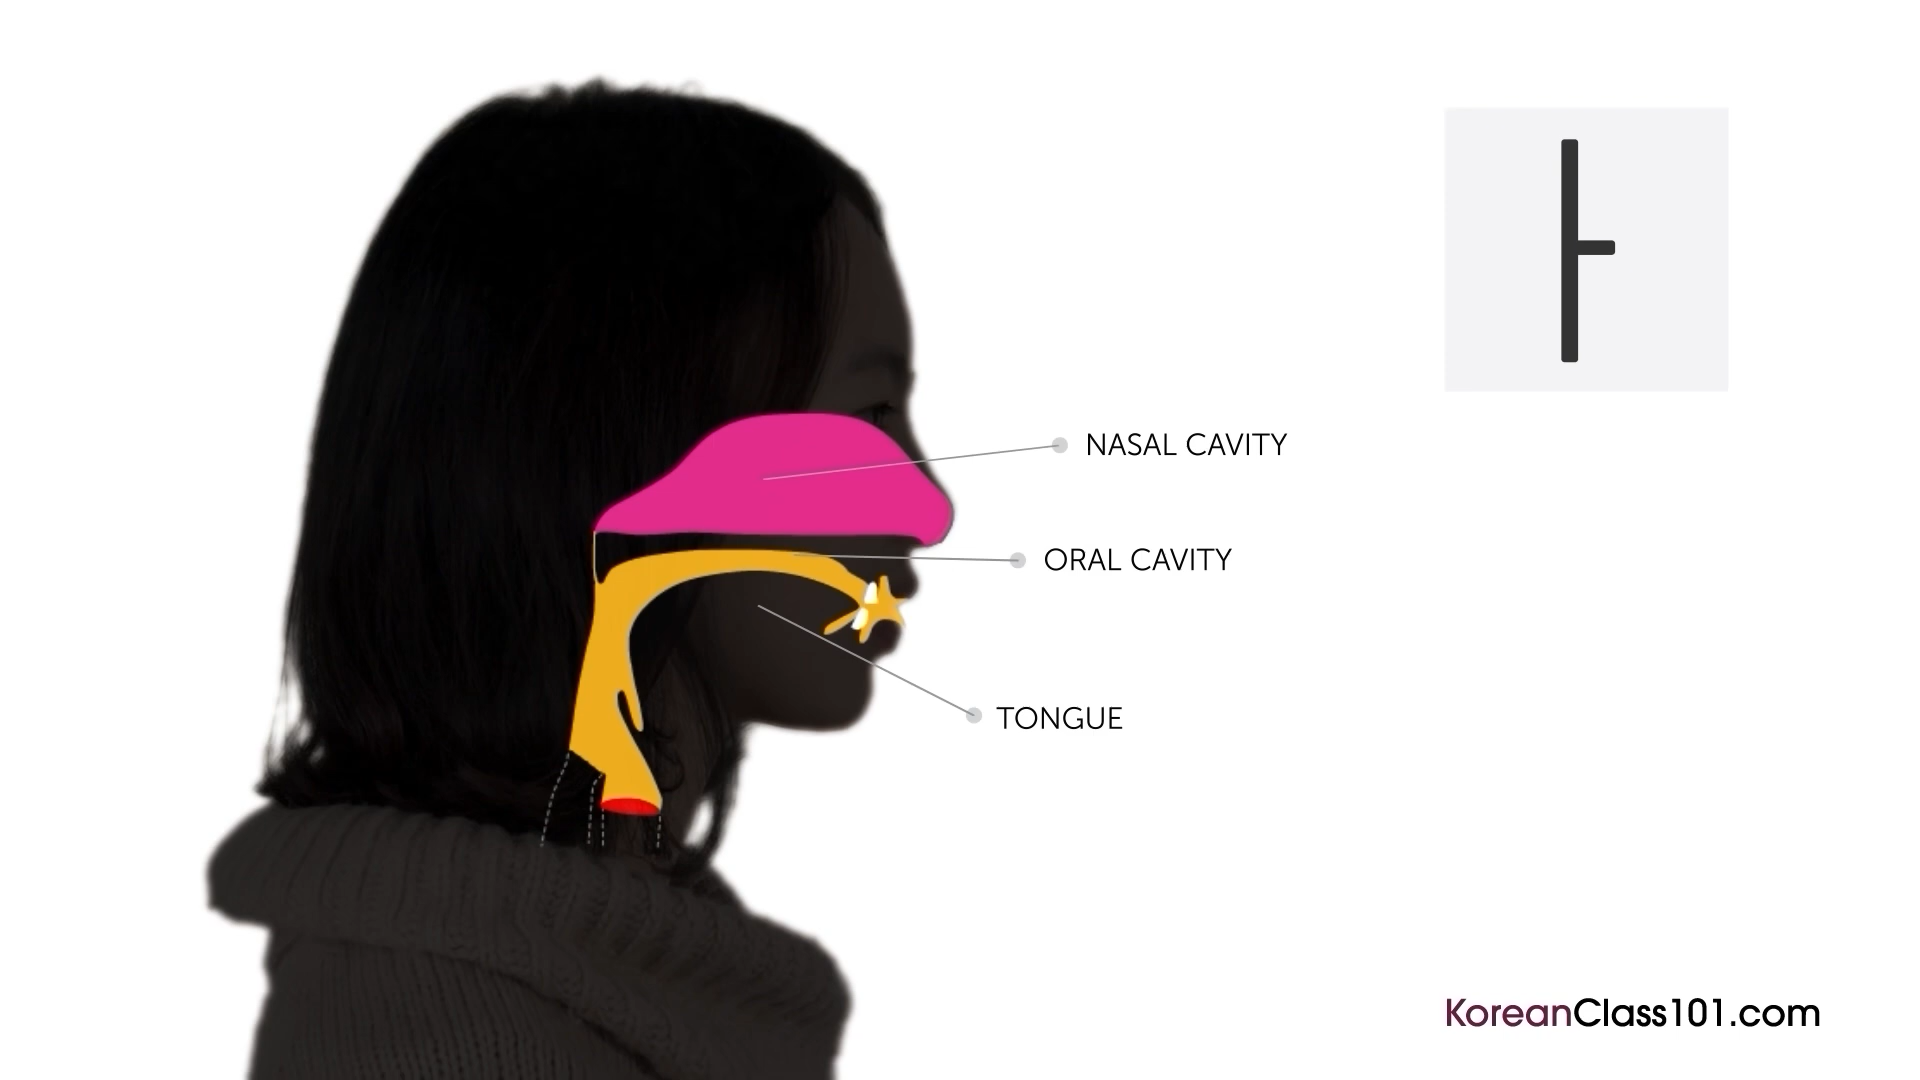 ㅏ
NASAL CAVITY
ORAL CAVITY
TONGUE
KoreanClass101.com